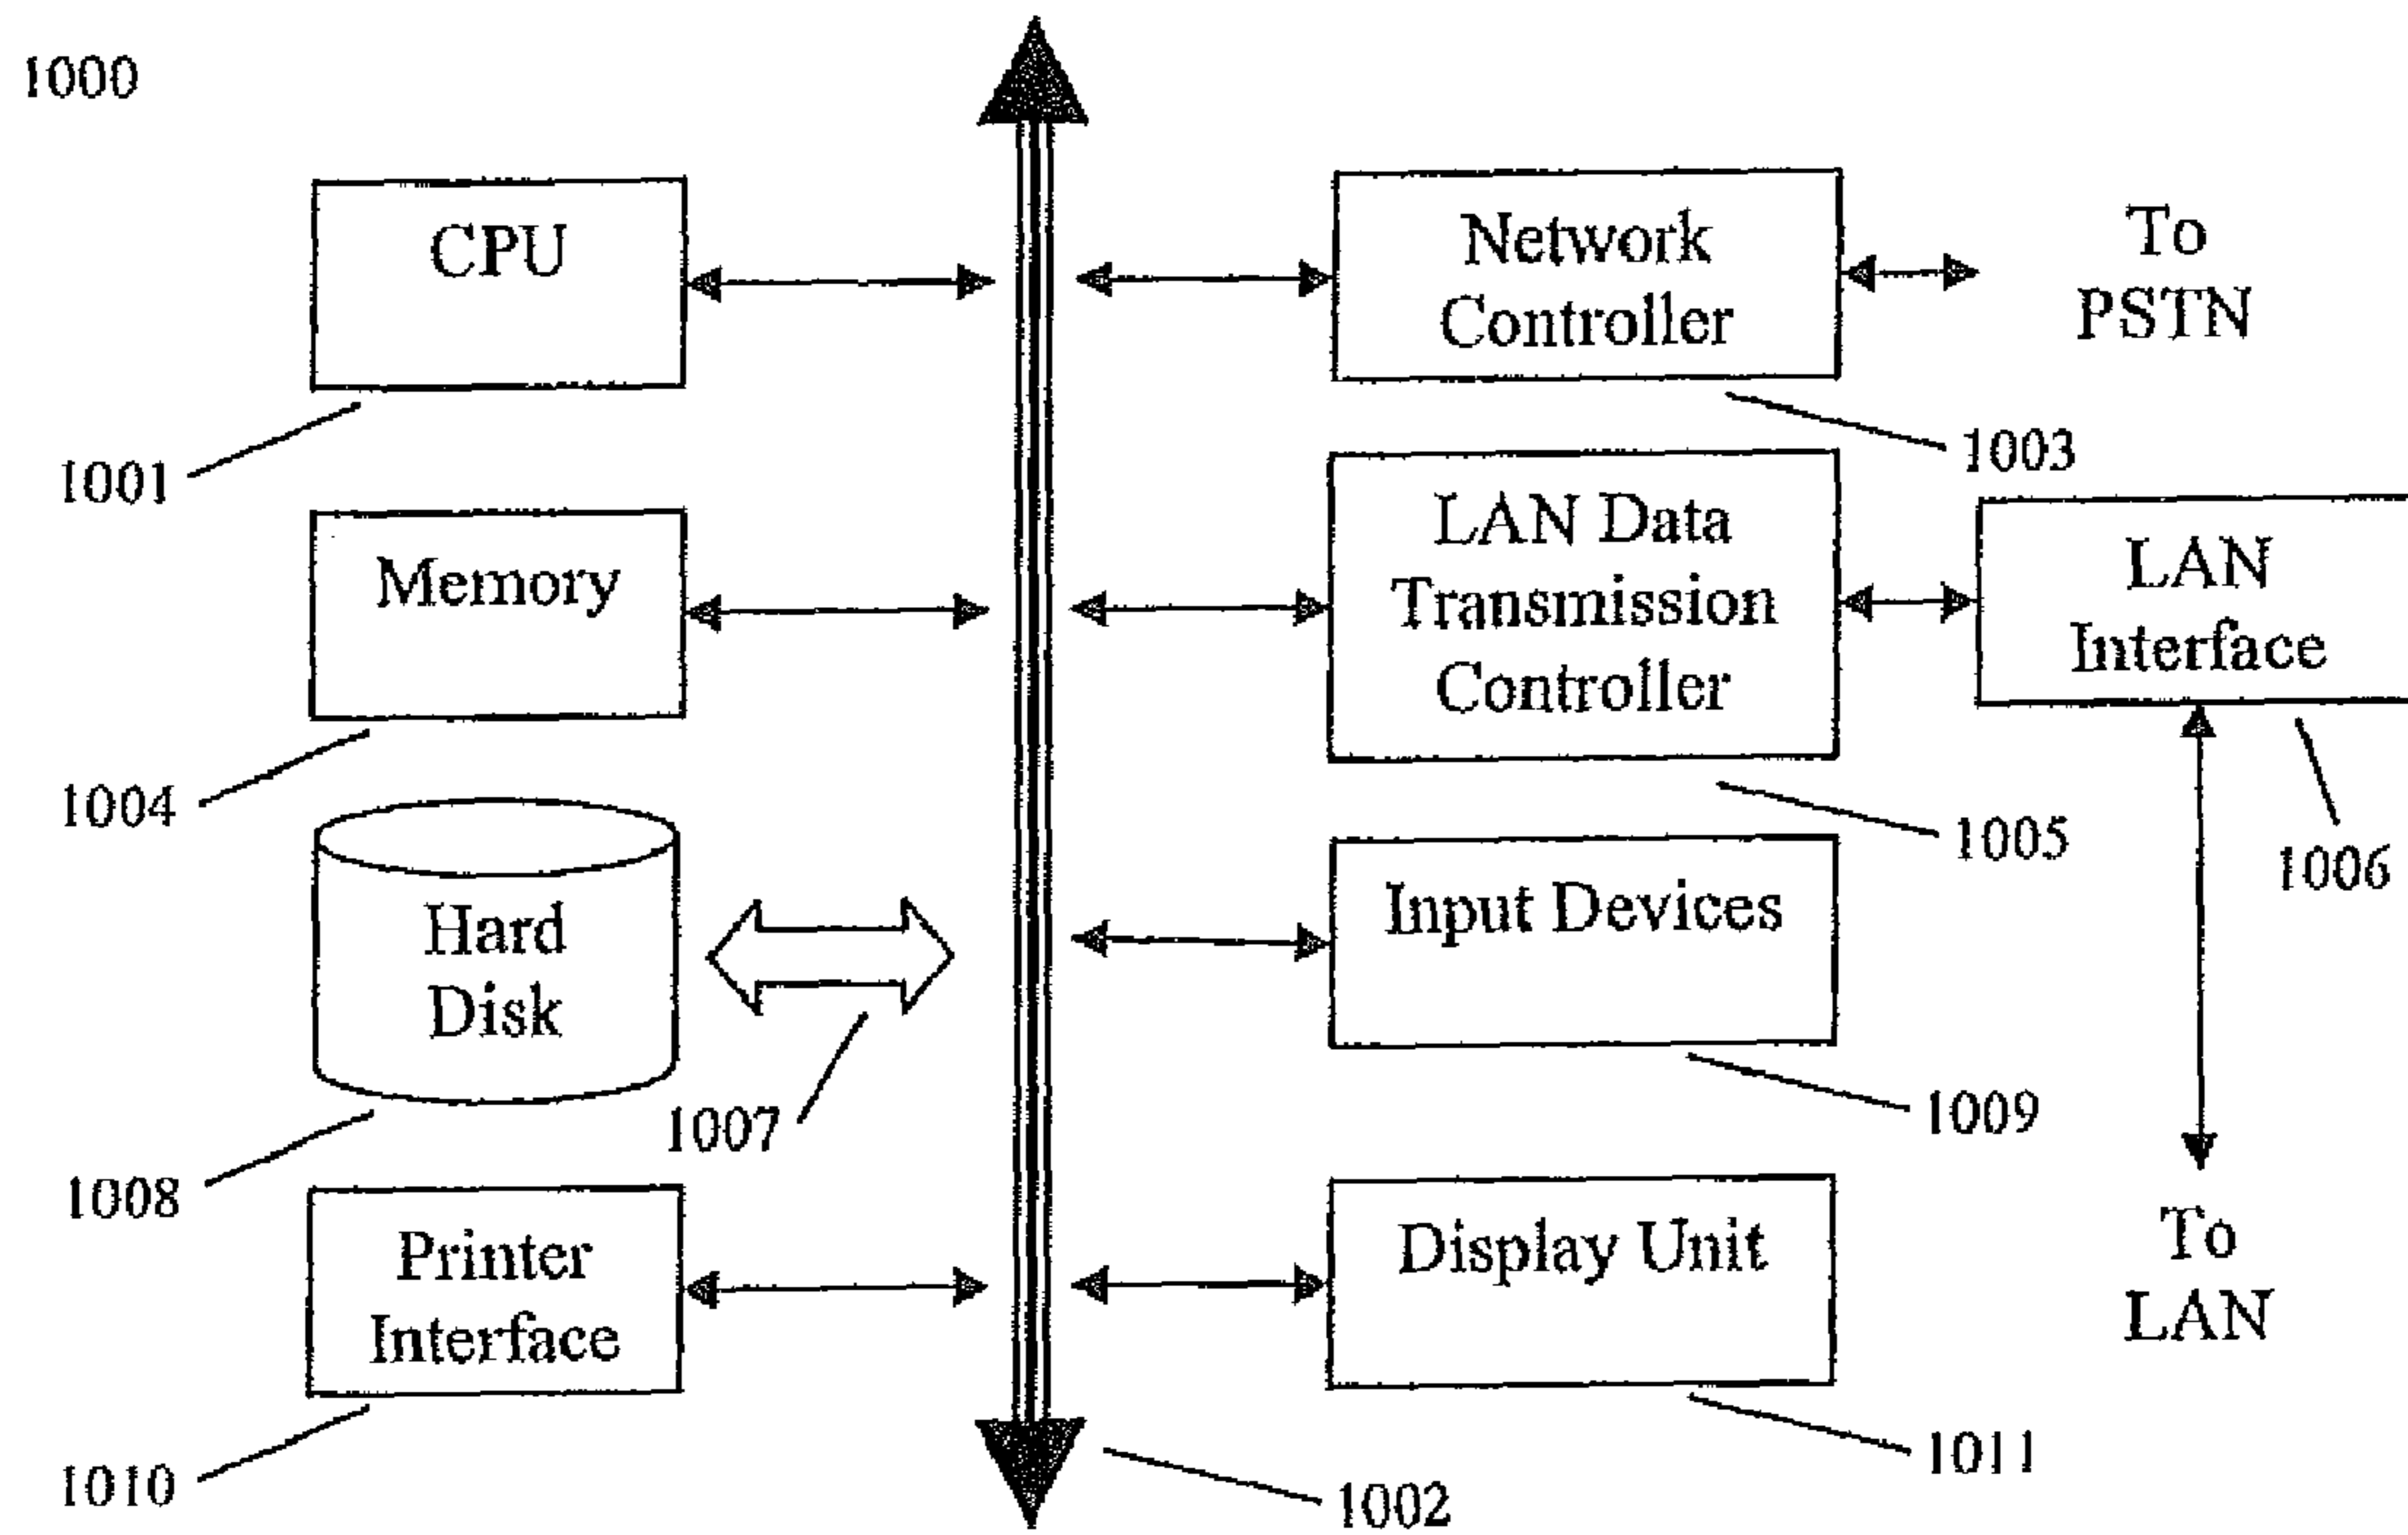 1000
CPU
1001
Network
Controller
To
PSTN
1003
Memory
1004
LAN Data
Transmission
Controller
1005
LAN
Interface
1006
Hard
Disk
1007
1008
Input Devices
1009
Printer
Interface
1010
Display Unit
1011
To
LAN
1002